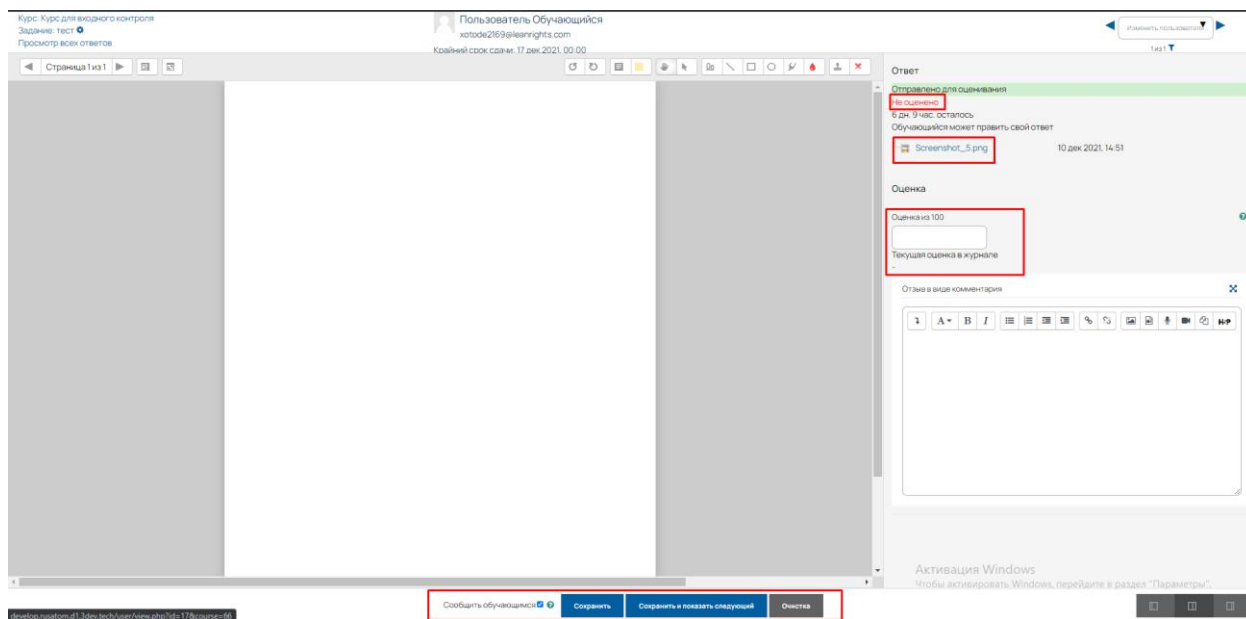 Курс: Курс для входного контроля
Задание: тест
Просмотр всех ответов
Пользователь Обучающийся
xotode2169@leanrights.com
Крайний срок сдачи: 17 дек 2021, 00:00
Изменить пользователя
1 из 1
Страница 1 из 1
Ответ
Отправлено для оценивания
Не оценено
6 дн. 9 час. осталось
Обучающийся может править свой ответ
Screenshot_5.png 10 дек 2021, 14:51
Оценка
Оценка из 100
Текущая оценка в журнале
-
Отзыв в виде комментария
A B I H-P
Активация Windows
Чтобы активировать Windows, перейдите в раздел "Параметры".
Сообщить обучающимся Сохранить Сохранить и показать следующий Очистка
develop.rusatom.d1.3dev.tech/user/view.php?id=178&course=66